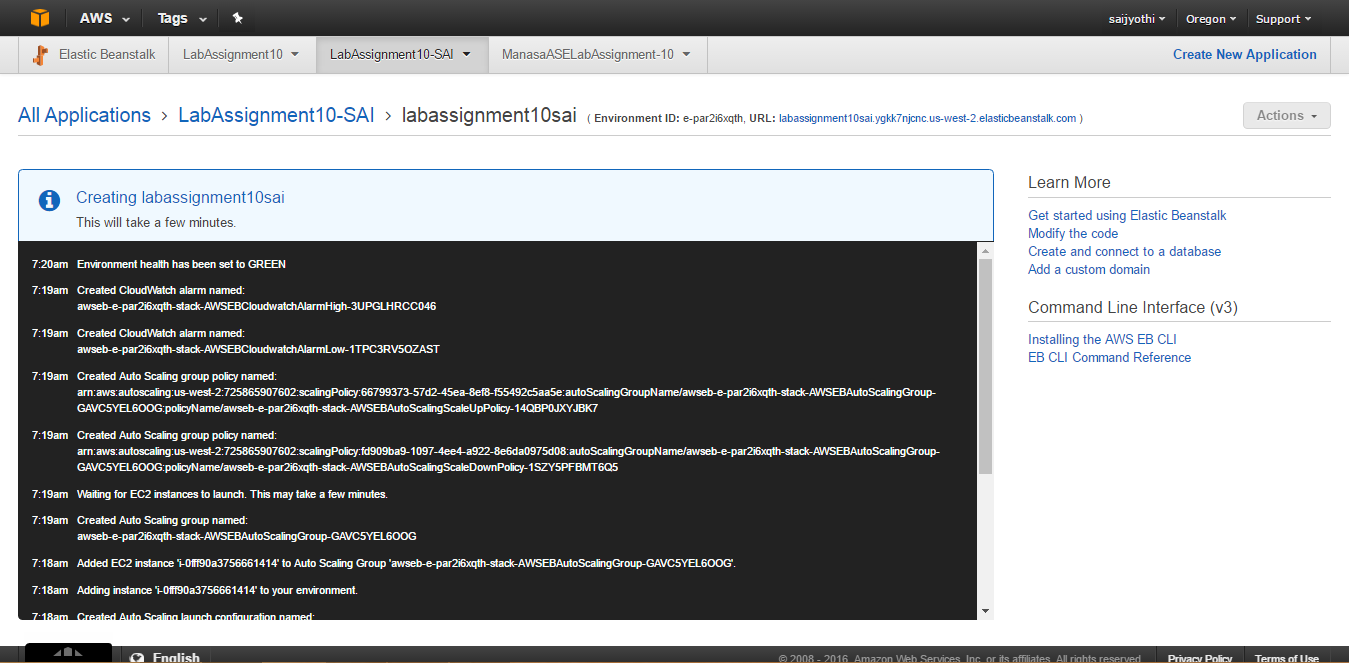 AWS Tags saijyothi Oregon Support
Elastic Beanstalk LabAssignment10 LabAssignment10-SAI ManasaASELabAssignment-10 Create New Application
All Applications > LabAssignment10-SAI > labassignment10sai ( Environment ID: e-par2i6xqth, URL: labassignment10sai.ygkk7njcnc.us-west-2.elasticbeanstalk.com )
Actions
Creating labassignment10sai
This will take a few minutes.
7:20am Environment health has been set to GREEN
7:19am Created CloudWatch alarm named:
awseb-e-par2i6xqth-stack-AWSEBCloudwatchAlarmHigh-3UPGLHRCC046
7:19am Created CloudWatch alarm named:
awseb-e-par2i6xqth-stack-AWSEBCloudwatchAlarmLow-1TPC3RV5OZAST
7:19am Created Auto Scaling group policy named:
arn:aws:autoscaling:us-west-2:725865907602:scalingPolicy:66799373-57d2-45ea-8ef8-f55492c5aa5e:autoScalingGroupName/awseb-e-par2i6xqth-stack-AWSEBAutoScalingGroup-
GAVC5YEL6OOG:policyName/awseb-e-par2i6xqth-stack-AWSEBAutoScalingScaleUpPolicy-14QBP0JXYJBK7
7:19am Created Auto Scaling group policy named:
arn:aws:autoscaling:us-west-2:725865907602:scalingPolicy:fd909ba9-1097-4ee4-a922-8e6da0975d08:autoScalingGroupName/awseb-e-par2i6xqth-stack-AWSEBAutoScalingGroup-
GAVC5YEL6OOG:policyName/awseb-e-par2i6xqth-stack-AWSEBAutoScalingScaleDownPolicy-1SZY5PFBMT6Q5
7:19am Waiting for EC2 instances to launch. This may take a few minutes.
7:19am Created Auto Scaling group named:
awseb-e-par2i6xqth-stack-AWSEBAutoScalingGroup-GAVC5YEL6OOG
7:18am Added EC2 instance 'i-0fff90a3756661414' to Auto Scaling Group 'awseb-e-par2i6xqth-stack-AWSEBAutoScalingGroup-GAVC5YEL6OOG'.
7:18am Adding instance 'i-0fff90a3756661414' to your environment.
7:18am Created Auto Scaling launch configuration named:
Learn More
Get started using Elastic Beanstalk
Modify the code
Create and connect to a database
Add a custom domain
Command Line Interface (v3)
Installing the AWS EB CLI
EB CLI Command Reference
English © 2008 - 2016, Amazon Web Services, Inc. or its affiliates. All rights reserved. Privacy Policy Terms of Use